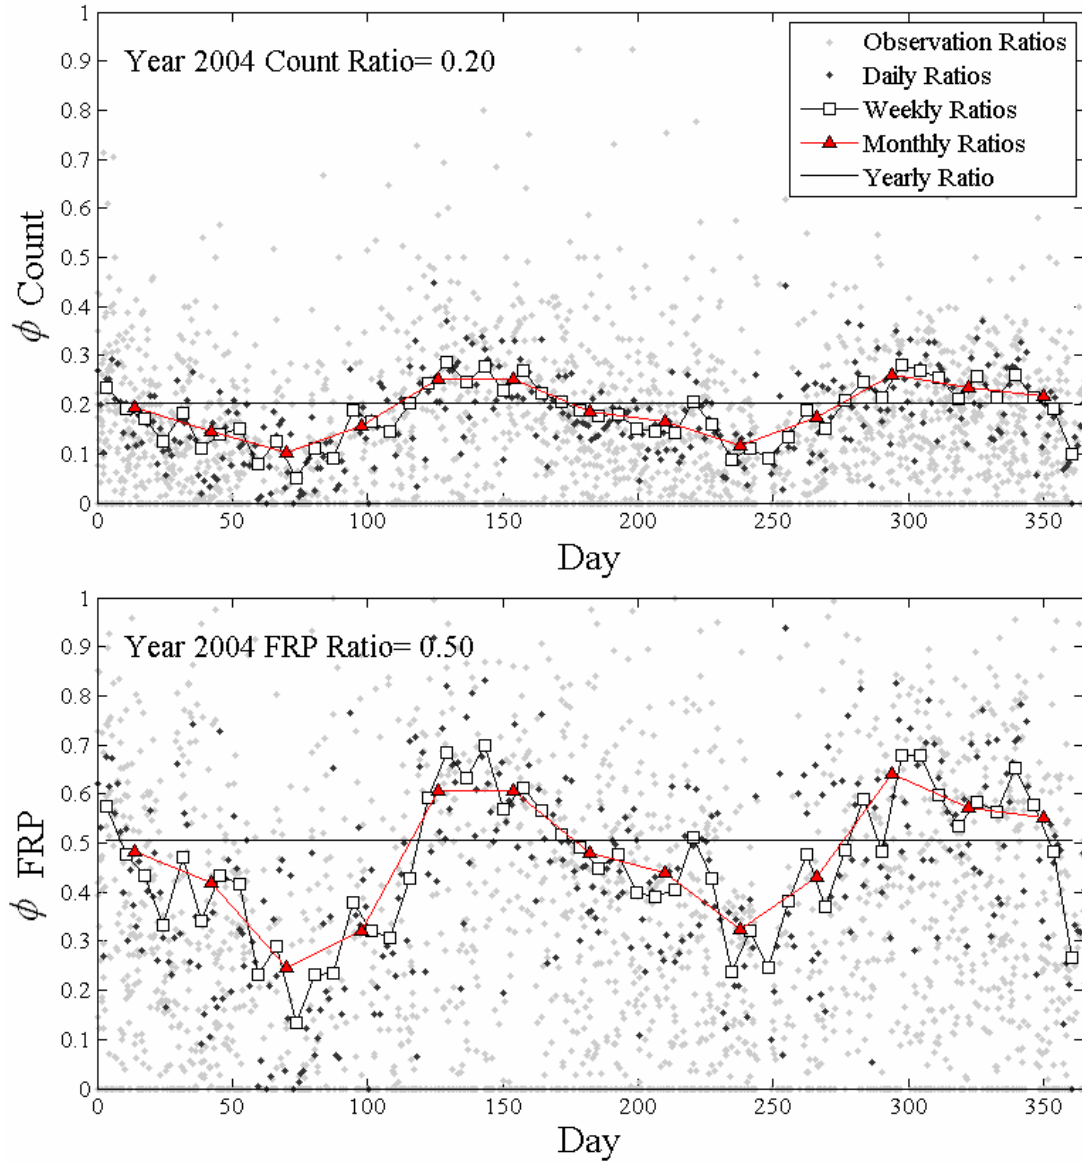 1
0.9
0.8
0.7
0.6
0.5
0.4
0.3
0.2
0.1
0
ϕ Count
Year 2004 Count Ratio= 0.20
Observation Ratios
Daily Ratios
Weekly Ratios
Monthly Ratios
Yearly Ratio
0 50 100 150 200 250 300 350
Day
1
0.9
0.8
0.7
0.6
0.5
0.4
0.3
0.2
0.1
0
ϕ FRP
Year 2004 FRP Ratio= 0.50
0 50 100 150 200 250 300 350
Day